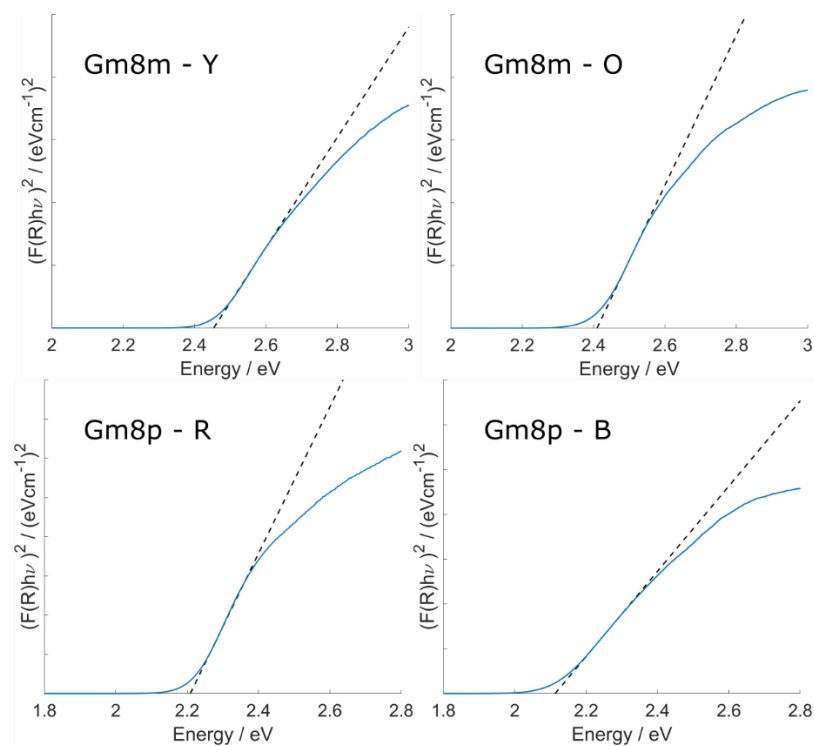 Gm8m - Y
(F(R)hν)² / (eVcm⁻¹)²
2 2.2 2.4 2.6 2.8 3
Energy / eV
Gm8m - O
(F(R)hν)² / (eVcm⁻¹)²
2 2.2 2.4 2.6 2.8 3
Energy / eV
Gm8p - R
(F(R)hν)² / (eVcm⁻¹)²
1.8 2 2.2 2.4 2.6 2.8
Energy / eV
Gm8p - B
(F(R)hν)² / (eVcm⁻¹)²
1.8 2 2.2 2.4 2.6 2.8
Energy / eV